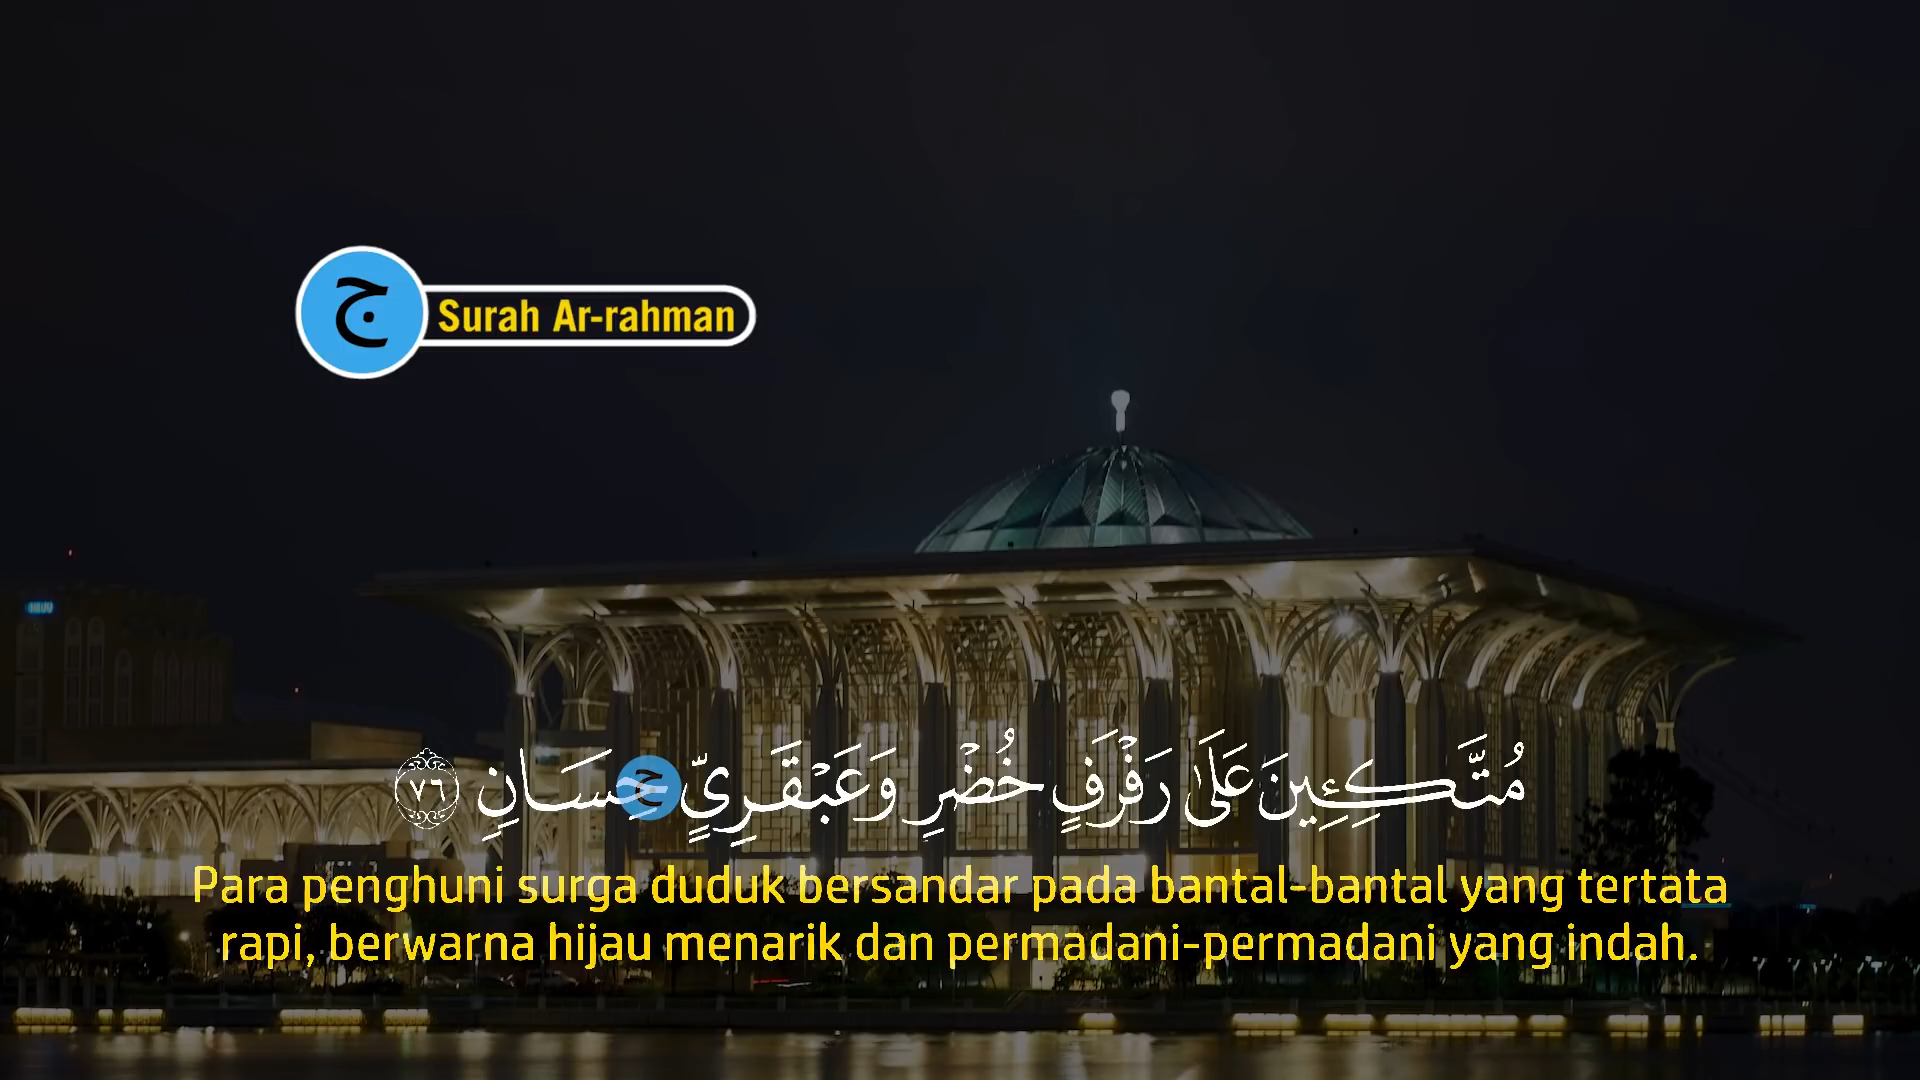 ج Surah Ar-rahman
مُتَّكِـِٔينَ عَلَىٰ رَفْرَفٍ خُضْرٍ وَعَبْقَرِىٍّ حِسَانٍ ٧٦
ج
Para penghuni surga duduk bersandar pada bantal-bantal yang tertata
rapi, berwarna hijau menarik dan permadani-permadani yang indah.